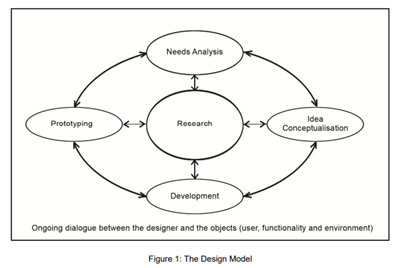 Needs Analysis
Prototyping
Research
Idea
Conceptualisation
Development
Ongoing dialogue between the designer and the objects (user, functionality and environment)
Figure 1: The Design Model